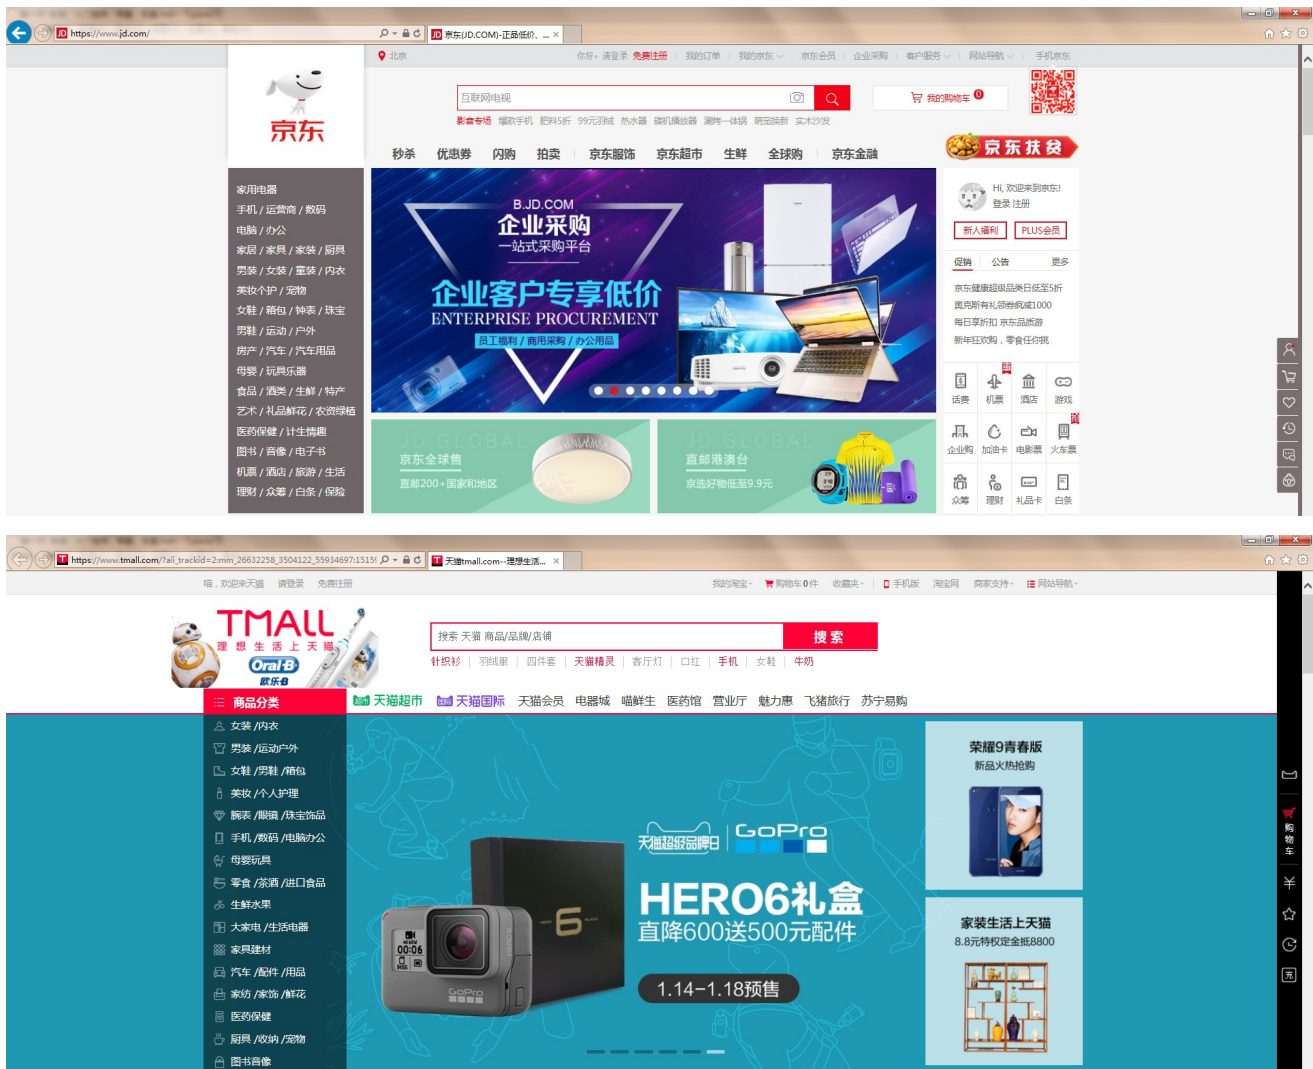 https://www.jd.com/
京东(JD.COM)-正品低价、...
北京
你好，请登录 免费注册 我的订单 我的京东 京东会员 企业采购 客户服务 网站导航 手机京东
京东
互联网电视
我的购物车 0
影音专场 爆款手机 肥料5折 99元羽绒 热水器 碟机播放器 涮烤一体锅 萌宠换新 实木沙发
秒杀 优惠券 闪购 拍卖 京东服饰 京东超市 生鲜 全球购 京东金融
京东扶贫
家用电器
手机 / 运营商 / 数码
电脑 / 办公
家居 / 家具 / 家装 / 厨具
男装 / 女装 / 童装 / 内衣
美妆个护 / 宠物
女鞋 / 箱包 / 钟表 / 珠宝
男鞋 / 运动 / 户外
房产 / 汽车 / 汽车用品
母婴 / 玩具乐器
食品 / 酒类 / 生鲜 / 特产
艺术 / 礼品鲜花 / 农资绿植
医药保健 / 计生情趣
图书 / 音像 / 电子书
机票 / 酒店 / 旅游 / 生活
理财 / 众筹 / 白条 / 保险
B.JD.COM
企业采购
一站式采购平台
企业客户专享低价
ENTERPRISE PROCUREMENT
员工福利 / 商用采购 / 办公用品
JD GLOBAL
京东全球售
直邮200+国家和地区
JD GLOBAL
直邮港澳台
京选好物低至9.9元
Hi, 欢迎来到京东!
登录 注册
新人福利 PLUS会员
促销 公告 更多
京东健康超级品类日低至5折
奥克斯有礼领券疯减1000
每日享折扣 京东品质游
新年狂欢购，零食任你挑
话费 机票 酒店 游戏
企业购 加油卡 电影票 火车票
众筹 理财 礼品卡 白条
https://www.tmall.com/?ali_trackid=2:mm_26632258_3504122_55934697:1515
天猫tmall.com--理想生活...
喵，欢迎来天猫 请登录 免费注册
我的淘宝 购物车0件 收藏夹 手机版 淘宝网 商家支持 网站导航
TMALL
理想生活上天猫
Oral-B
欧乐B
搜索 天猫 商品/品牌/店铺
搜索
针织衫 羽绒服 四件套 天猫精灵 客厅灯 口红 手机 女鞋 牛奶
商品分类
天猫超市 天猫国际 天猫会员 电器城 喵鲜生 医药馆 营业厅 魅力惠 飞猪旅行 苏宁易购
女装 /内衣
男装 /运动户外
女鞋 /男鞋 /箱包
美妆 /个人护理
腕表 /眼镜 /珠宝饰品
手机 /数码 /电脑办公
母婴玩具
零食 /茶酒 /进口食品
生鲜水果
大家电 /生活电器
家具建材
汽车 /配件 /用品
家纺 /家饰 /鲜花
医药保健
厨具 /收纳 /宠物
图书音像
HERO 6 BLACK
00:06
GoPro
天猫超级品牌日 GoPro
HERO6礼盒
直降600送500元配件
1.14-1.18预售
荣耀9青春版
新品火热抢购
家装生活上天猫
8.8元特权定金抵8800
购物车
充